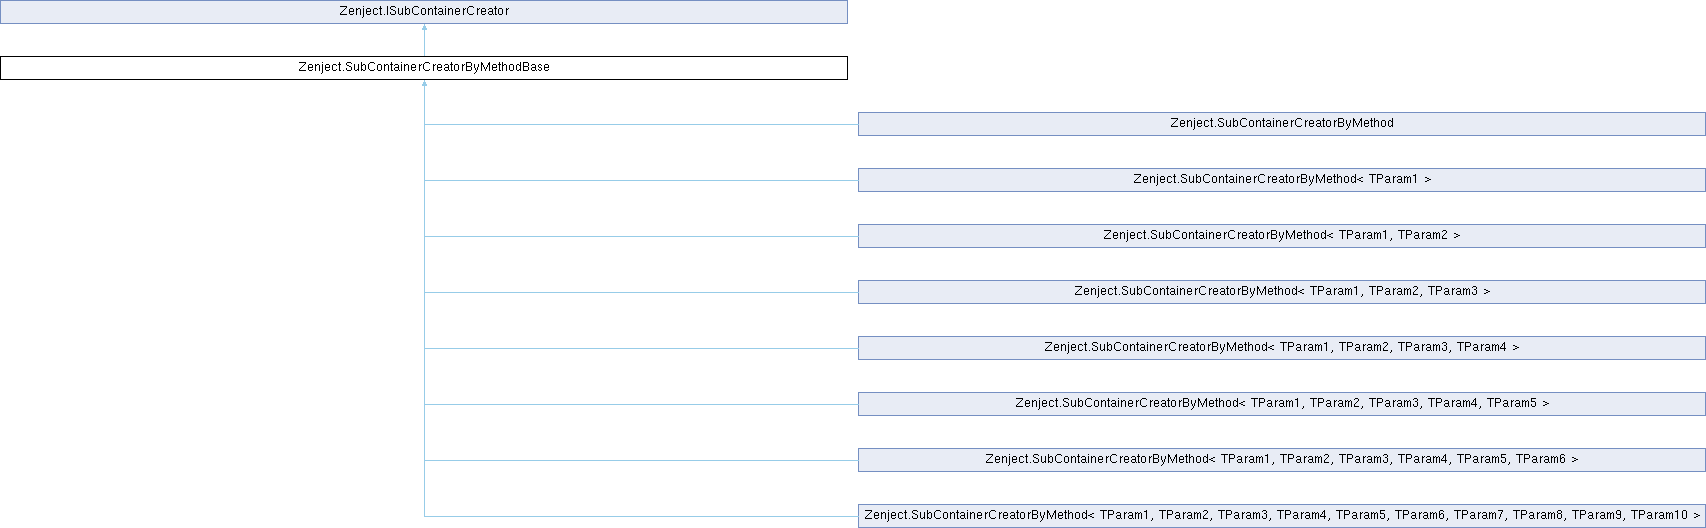 Zenject.ISubContainerCreator
Zenject.SubContainerCreatorByMethodBase
Zenject.SubContainerCreatorByMethod
Zenject.SubContainerCreatorByMethod< TParam1 >
Zenject.SubContainerCreatorByMethod< TParam1, TParam2 >
Zenject.SubContainerCreatorByMethod< TParam1, TParam2, TParam3 >
Zenject.SubContainerCreatorByMethod< TParam1, TParam2, TParam3, TParam4 >
Zenject.SubContainerCreatorByMethod< TParam1, TParam2, TParam3, TParam4, TParam5 >
Zenject.SubContainerCreatorByMethod< TParam1, TParam2, TParam3, TParam4, TParam5, TParam6 >
Zenject.SubContainerCreatorByMethod< TParam1, TParam2, TParam3, TParam4, TParam5, TParam6, TParam7, TParam8, TParam9, TParam10 >